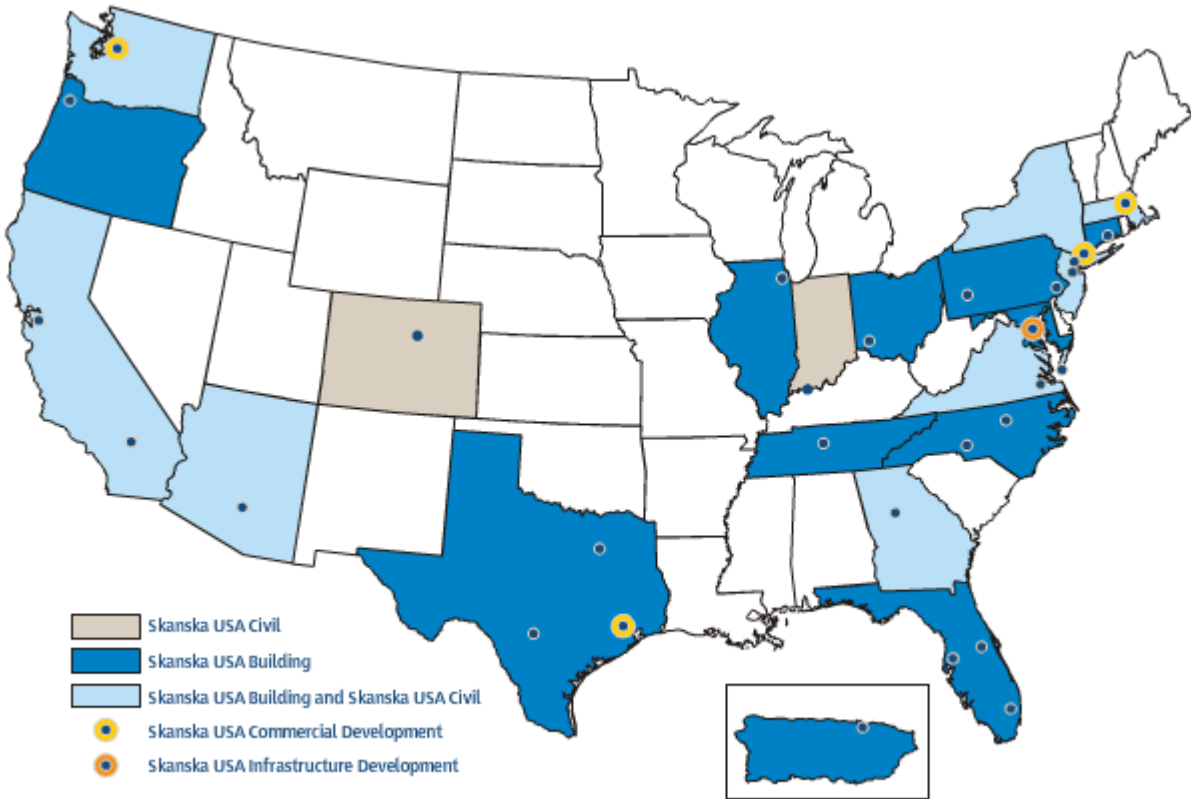 Skanska USA Civil
Skanska USA Building
Skanska USA Building and Skanska USA Civil
Skanska USA Commercial Development
Skanska USA Infrastructure Development